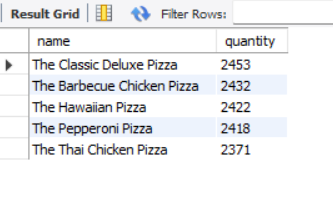 Result Grid Filter Rows:
name quantity
The Classic Deluxe Pizza 2453
The Barbecue Chicken Pizza 2432
The Hawaiian Pizza 2422
The Pepperoni Pizza 2418
The Thai Chicken Pizza 2371